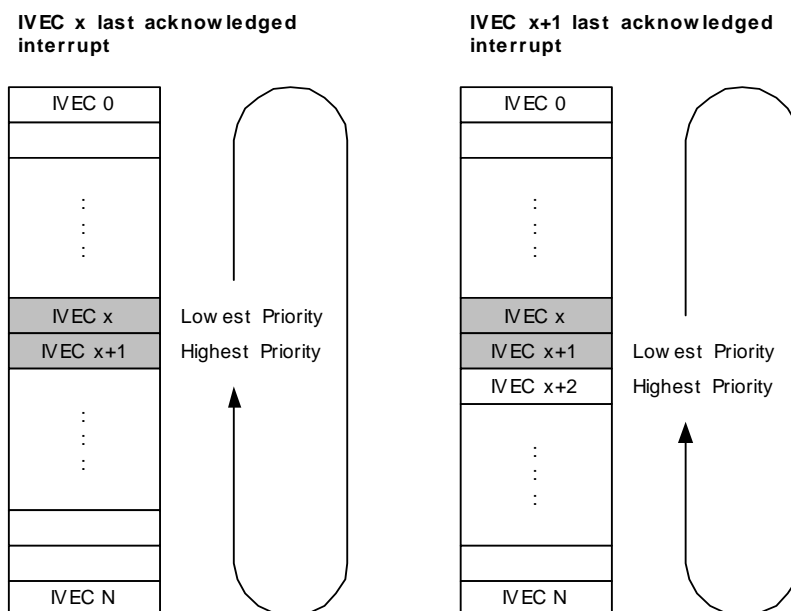 IVEC x last acknowledged
interrupt
IVEC 0
:
:
:
IVEC x
Lowest Priority
IVEC x+1
Highest Priority
:
:
:
IVEC N
IVEC x+1 last acknowledged
interrupt
IVEC 0
:
:
:
IVEC x
IVEC x+1
Lowest Priority
IVEC x+2
Highest Priority
:
:
:
IVEC N